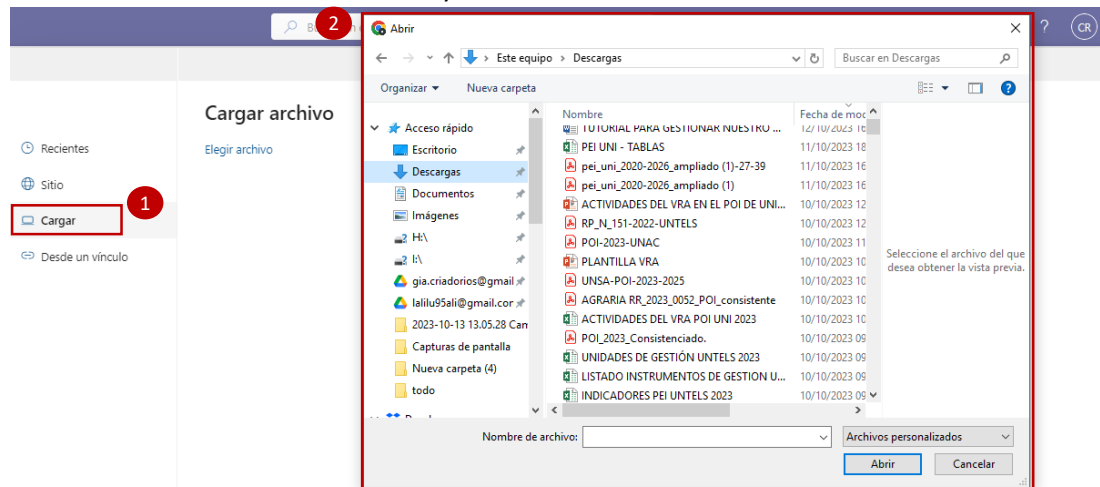 2
Abrir
?
CR
Este equipo > Descargas
Buscar en Descargas
Organizar
Nueva carpeta
?
Cargar archivo
Elegir archivo
Recientes
Sitio
1
Cargar
Desde un vínculo
Acceso rápido
Escritorio
Descargas
Documentos
Imágenes
H:\
I:\
gia.criadorios@gmail
lalilu95ali@gmail.cor
2023-10-13 13.05.28 Cam
Capturas de pantalla
Nueva carpeta (4)
todo
Nombre
Fecha de moc
TUTORIAL PARA GESTIONAR NUESTRO ... 12/10/2023 16
PEI UNI - TABLAS 11/10/2023 18
pei_uni_2020-2026_ampliado (1)-27-39 11/10/2023 16
pei_uni_2020-2026_ampliado (1) 11/10/2023 16
ACTIVIDADES DEL VRA EN EL POI DE UNI... 10/10/2023 12
RP_N_151-2022-UNTELS 10/10/2023 12
POI-2023-UNAC 10/10/2023 11
PLANTILLA VRA 10/10/2023 10
UNSA-POI-2023-2025 10/10/2023 10
AGRARIA RR_2023_0052_POI_consistente 10/10/2023 10
ACTIVIDADES DEL VRA POI UNI 2023 10/10/2023 10
POI_2023_Consistenciado. 10/10/2023 09
UNIDADES DE GESTIÓN UNTELS 2023 10/10/2023 09
LISTADO INSTRUMENTOS DE GESTION U... 10/10/2023 09
INDICADORES PEI UNTELS 2023 10/10/2023 09
Seleccione el archivo del que
desea obtener la vista previa.
Nombre de archivo:
Archivos personalizados
Abrir
Cancelar